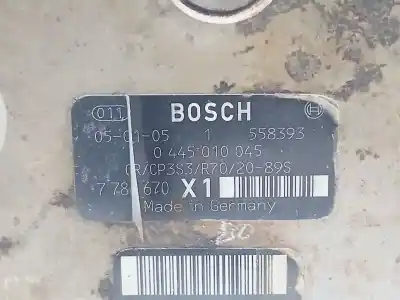 011 BOSCH
05-01-05 1 558393
0 445 010 045
CR/CP3S3/R70/20-89S
7 78 670 X1
Made in Germany